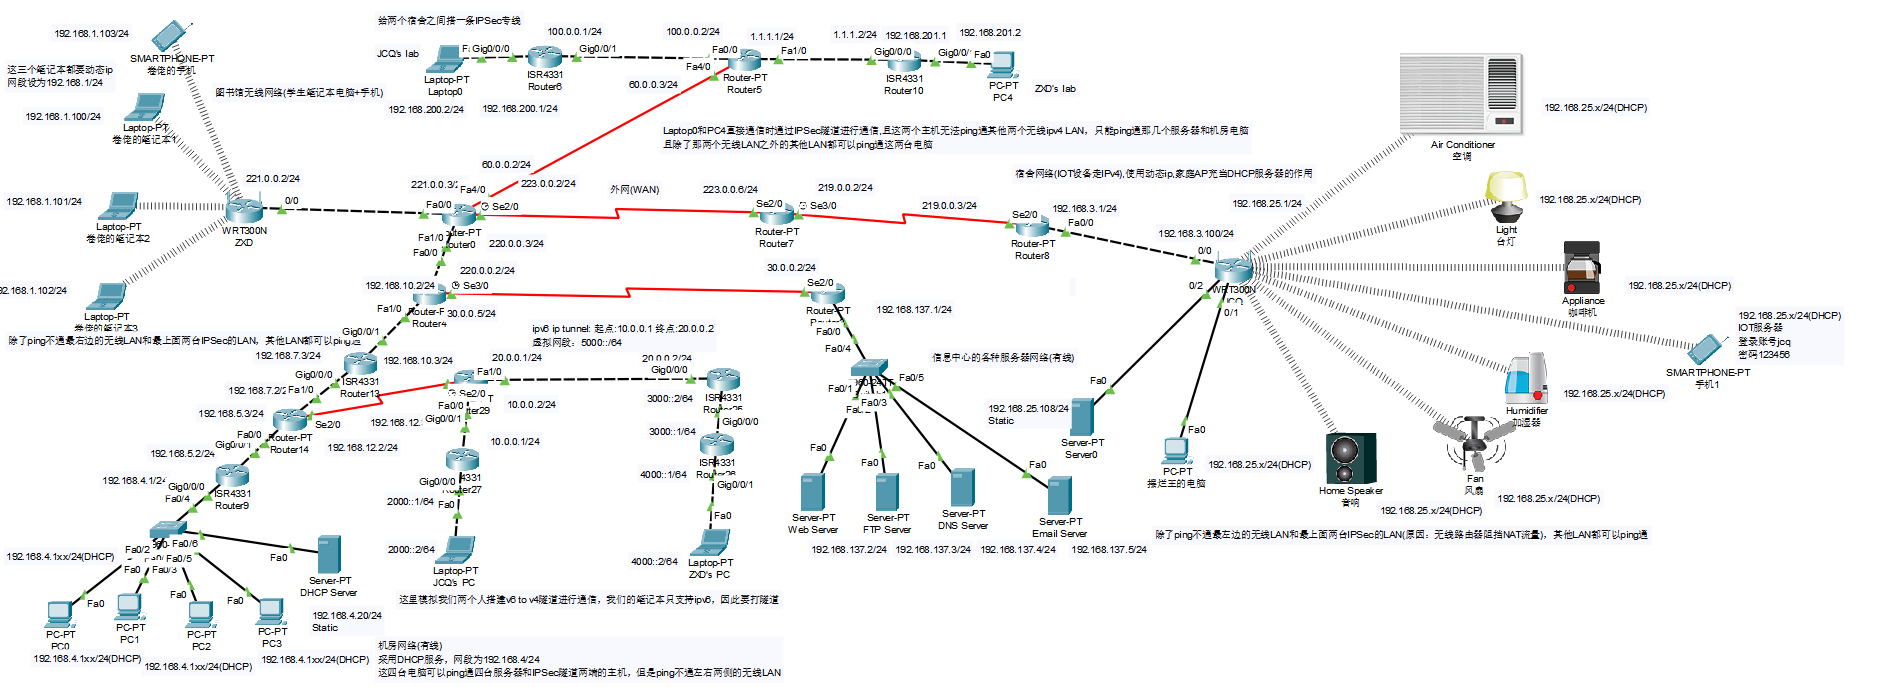 给两个宿舍之间搭一条IPSec专线
192.168.1.103/24
SMARTPHONE-PT
卷佬的手机
这三个笔记本都要动态ip
网段设为192.168.1/24
图书馆无线网络(学生笔记本电脑+手机)
192.168.1.100/24
Laptop-PT
卷佬的笔记本1
192.168.1.101/24
Laptop-PT
卷佬的笔记本2
192.168.1.102/24
Laptop-PT
卷佬的笔记本3
221.0.0.2/24
0/0
WRT300N
ZXD
除了ping不通最右边的无线LAN和最上面两台IPSec的LAN，其他LAN都可以ping通
JCQ's lab
Laptop-PT
Laptop0
192.168.200.2/24
Gig0/0/0
100.0.0.1/24
Gig0/0/1
ISR4331
Router6
192.168.200.1/24
100.0.0.2/24
Fa0/0
1.1.1.1/24
Fa1/0
Fa4/0
Router-PT
Router5
60.0.0.3/24
1.1.1.2/24
192.168.201.1
Gig0/0/0
ISR4331
Router10
192.168.201.2
Fa0
PC-PT
PC4
ZXD's lab
Laptop0和PC4直接通信时通过IPSec隧道进行通信,且这两个主机无法ping通其他两个无线ipv4 LAN，只能ping通那几个服务器和机房电脑
且除了那两个无线LAN之外的其他LAN都可以ping通这两台电脑
60.0.0.2/24
Fa4/0
223.0.0.2/24
Fa0/0
Se2/0
Fa1/0
220.0.0.3/24
外网(WAN)
223.0.0.6/24
Se2/0
Se3/0
Router-PT
Router7
219.0.0.2/24
219.0.0.3/24
Se2/0
192.168.3.1/24
Fa0/0
Router-PT
Router8
宿舍网络(IOT设备走IPv4),使用动态ip,家庭AP充当DHCP服务器的作用
192.168.25.1/24
192.168.3.100/24
0/0
0/2
0/1
Fa0/0
220.0.0.2/24
192.168.10.2/24
Se3/0
Fa1/0
Router4
30.0.0.5/24
30.0.0.2/24
Se2/0
Fa0/0
192.168.137.1/24
Fa0/4
Fa0/5
Fa0/1
Fa0/3
信息中心的各种服务器网络(有线)
Fa0
Fa0
Fa0
Fa0
Server-PT
Web Server
Server-PT
FTP Server
Server-PT
DNS Server
Server-PT
Email Server
192.168.137.2/24
192.168.137.3/24
192.168.137.4/24
192.168.137.5/24
ipv6 ip tunnel: 起点:10.0.0.1 终点:20.0.0.2
虚拟网段：5000::/64
Gig0/0/1
192.168.7.3/24
Gig0/0/0
ISR4331
Router13
192.168.10.3/24
192.168.7.2/2
Fa1/0
192.168.5.3/24
Fa0/0
Se2/0
Router-PT
Router14
192.168.12.2/24
20.0.0.1/24
Fa1/0
Se2/0
Fa0/0
10.0.0.2/24
Gig0/0/1
10.0.0.1/24
Gig0/0/0
2000::1/64
Fa0
2000::2/64
Laptop-PT
JCQ's PC
20.0.0.2/24
Gig0/0/0
3000::2/64
Gig0/0/0
3000::1/64
4000::1/64
Gig0/0/1
Fa0
4000::2/64
Laptop-PT
ZXD's PC
这里模拟我们两个人搭建v6 to v4隧道进行通信，我们的笔记本只支持ipv6，因此要打隧道
Gig0/0/1
192.168.5.2/24
ISR4331
Router9
Gig0/0/0
Fa0/4
Fa0/6
Fa0/2
Fa0/5
Fa0/3
192.168.4.1xx/24(DHCP)
Fa0
Fa0
Fa0
Fa0
Fa0
Server-PT
DHCP Server
192.168.4.20/24
Static
PC-PT
PC0
PC-PT
PC1
PC-PT
PC2
PC-PT
PC3
192.168.4.1xx/24(DHCP)
192.168.4.1xx/24(DHCP)
192.168.4.1xx/24(DHCP)
机房网络(有线)
采用DHCP服务，网段为192.168.4/24
这四台电脑可以ping通四台服务器和IPSec隧道两端的主机，但是ping不通左右两侧的无线LAN
Fa0
192.168.25.108/24
Static
Server-PT
Server0
Fa0
PC-PT
摆烂王的电脑
192.168.25.x/24(DHCP)
除了ping不通最左边的无线LAN和最上面两台IPSec的LAN(原因：无线路由器阻挡NAT流量)，其他LAN都可以ping通
Air Conditioner
空调
192.168.25.x/24(DHCP)
Light
台灯
192.168.25.x/24(DHCP)
Appliance
咖啡机
192.168.25.x/24(DHCP)
192.168.25.x/24(DHCP)
IOT服务器
登录账号jcq
密码123456
SMARTPHONE-PT
手机1
Humidifier
加湿器
192.168.25.x/24(DHCP)
Fan
风扇
192.168.25.x/24(DHCP)
Home Speaker
音响
192.168.25.x/24(DHCP)